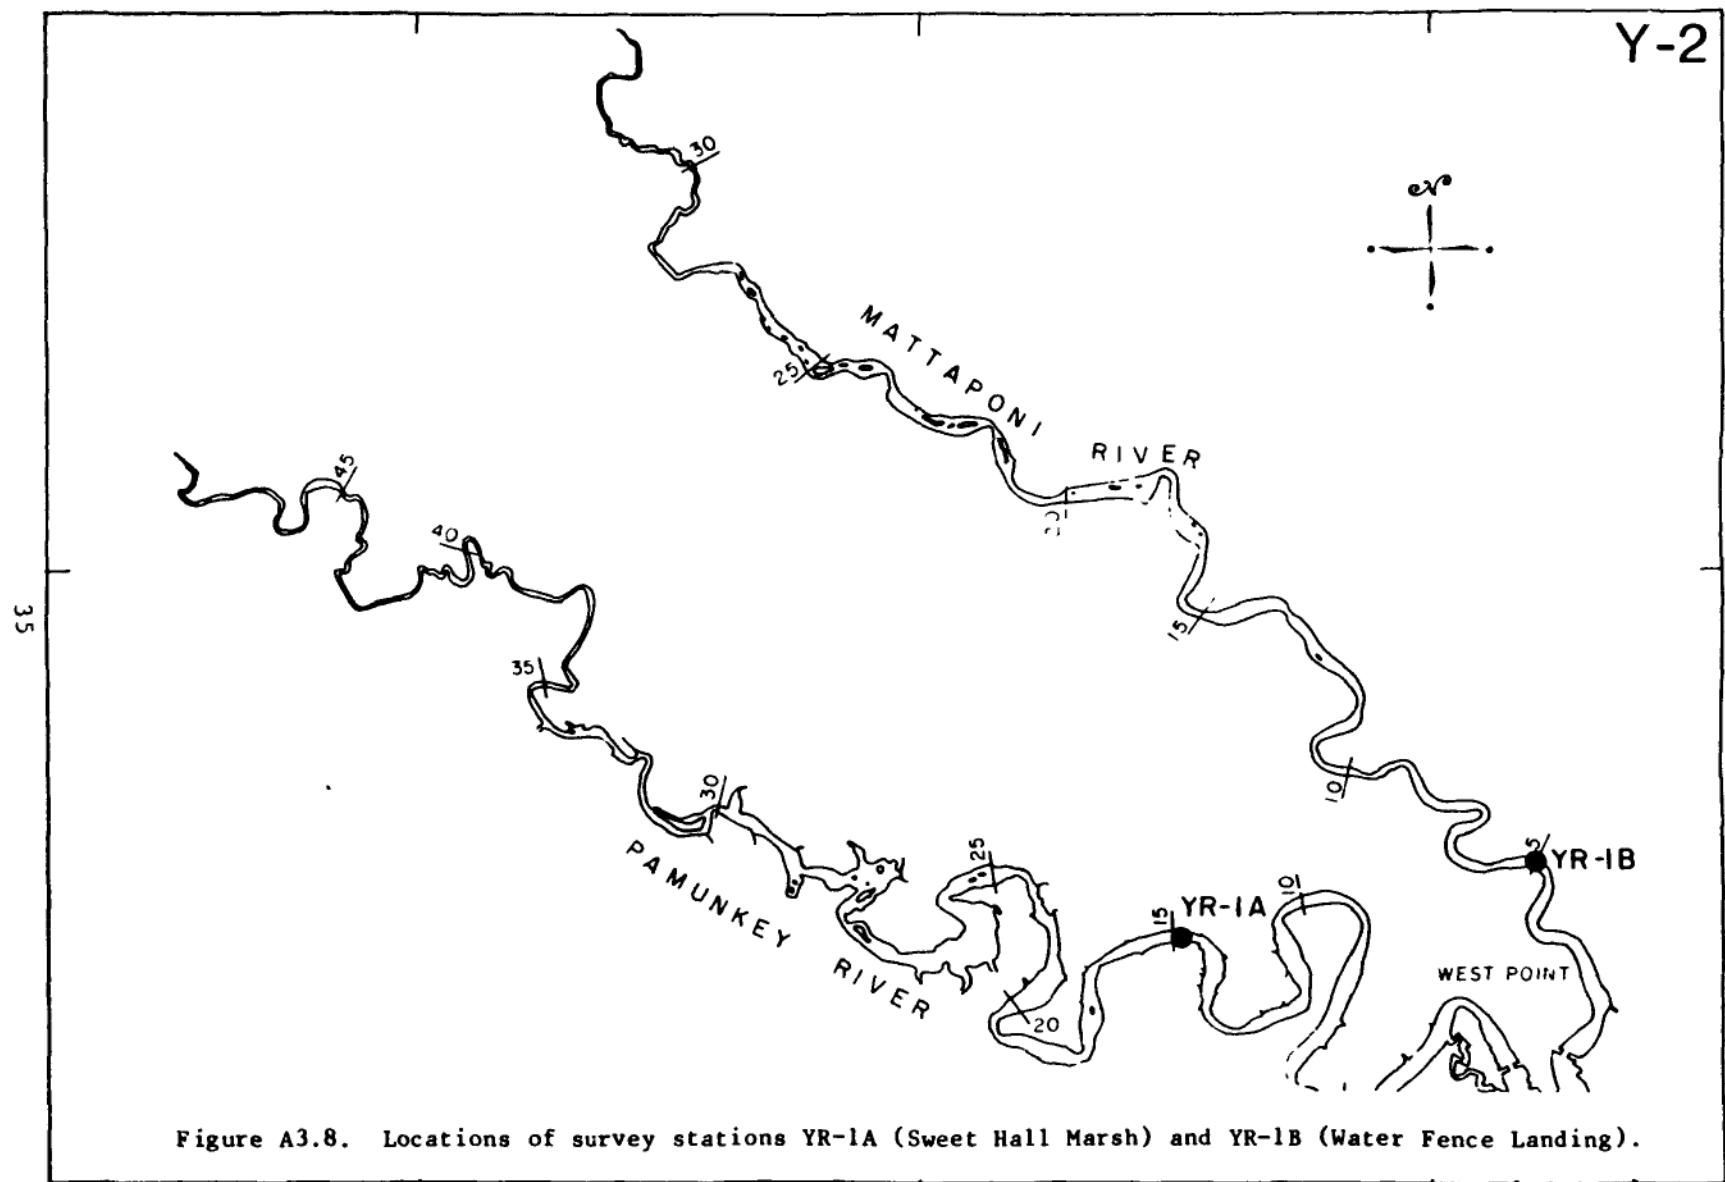 Y-2
30
MATTAPONI
25
RIVER
45
20
40
15
35
10
30
5
YR-1B
25
PAMUNKEY
10
YR-1A
15
WEST POINT
RIVER
20
35
Figure A3.8. Locations of survey stations YR-1A (Sweet Hall Marsh) and YR-1B (Water Fence Landing).